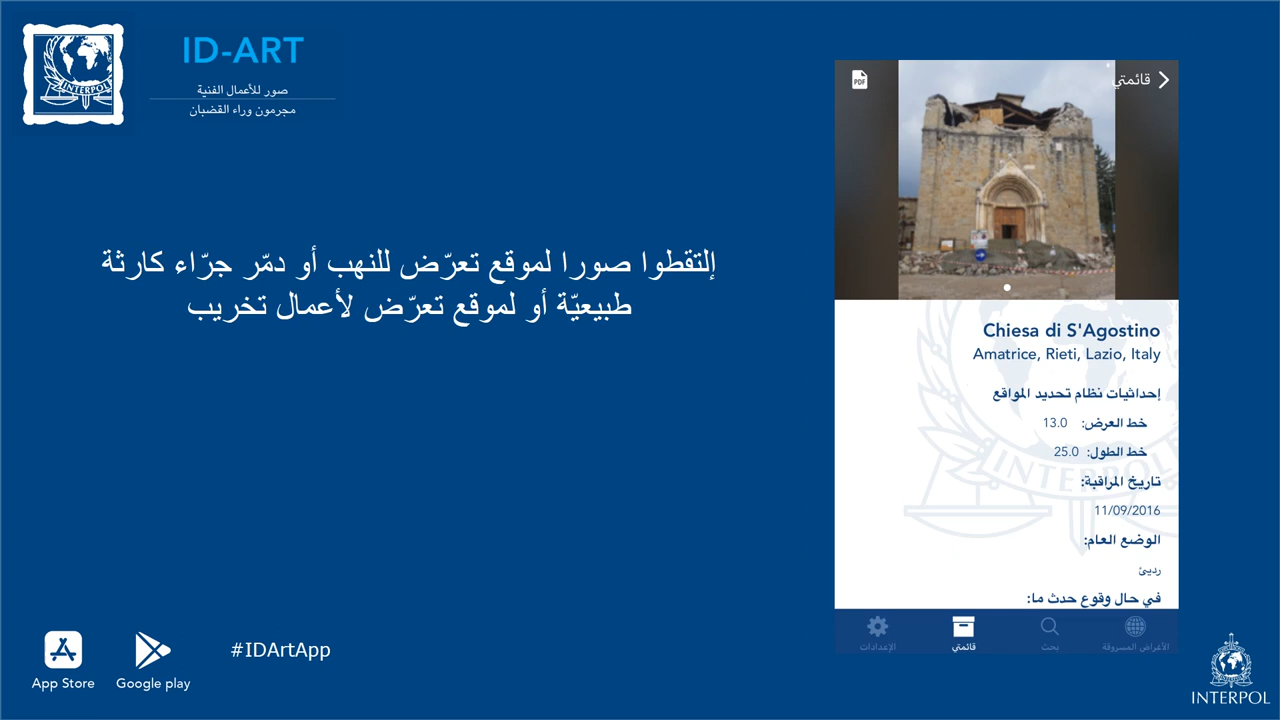 INTERPOL
ID-ART
صور للأعمال الفنية
مجرمون وراء القضبان
إلتقطوا صورا لموقع تعرّض للنهب أو دمّر جرّاء كارثة
طبيعيّة أو لموقع تعرّض لأعمال تخريب
PDF
قائمتي
Chiesa di S'Agostino
Amatrice, Rieti, Lazio, Italy
إحداثيات نظام تحديد المواقع
خط العرض: 13.0
خط الطول: 25.0
تاريخ المراقبة:
11/09/2016
الوضع العام:
رديئ
في حال وقوع حدث ما:
INTERPOL
الأغراض المسروقة
بحث
قائمتي
الإعدادات
App Store
Google play
#IDArtApp
INTERPOL